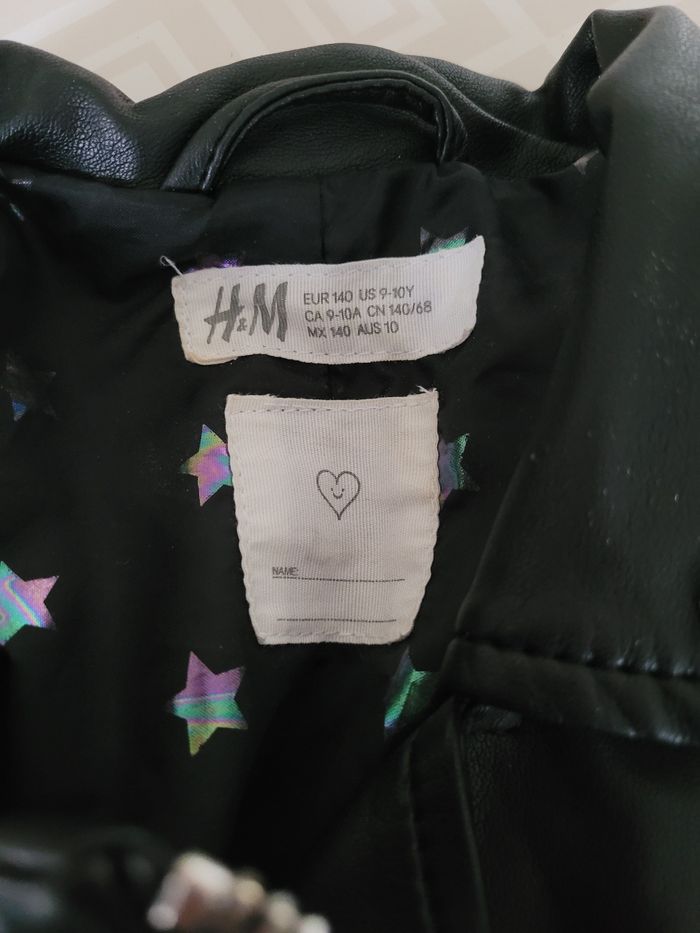 H&M
EUR 140 US 9-10Y
CA 9-10A CN 140/68
MX 140 AUS 10
NAME: